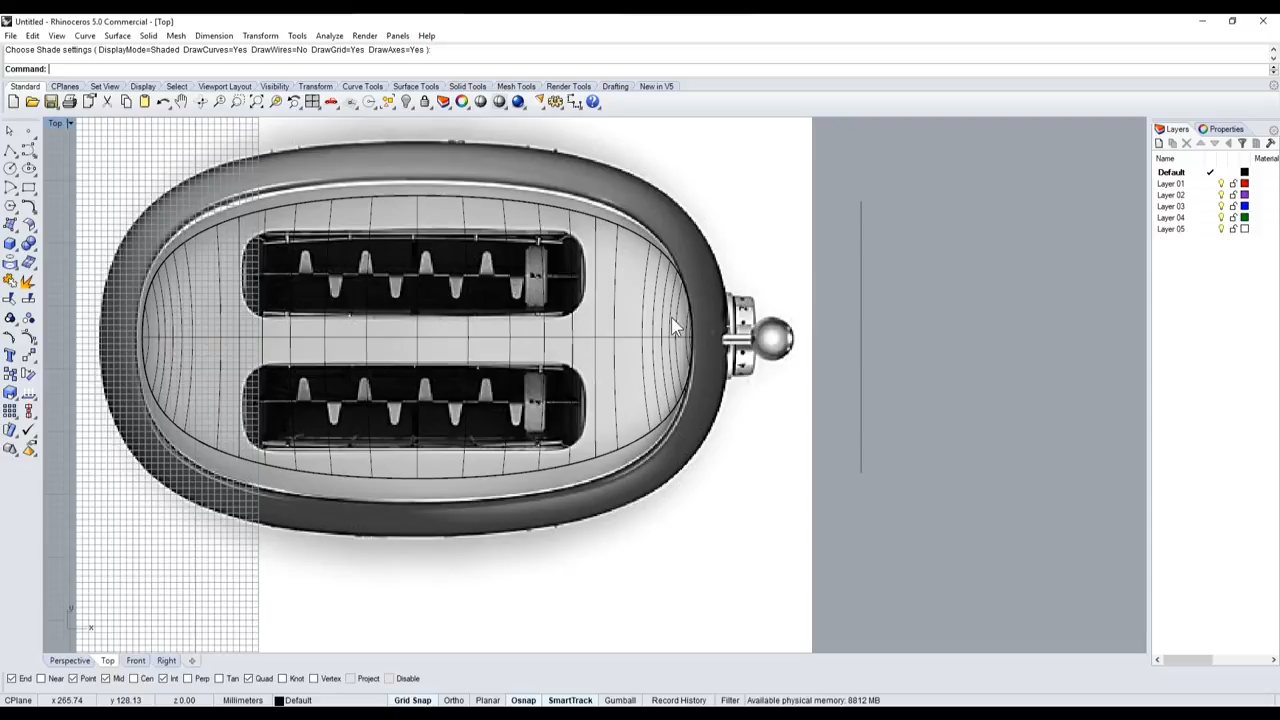 Untitled - Rhinoceros 5.0 Commercial - [Top]
File Edit View Curve Surface Solid Mesh Dimension Transform Tools Analyze Render Panels Help
Choose Shade settings ( DisplayMode=Shaded DrawCurves=Yes DrawWires=No DrawGrid=Yes DrawAxes=Yes ):
Command:
Standard CPlanes Set View Display Select Viewport Layout Visibility Transform Curve Tools Surface Tools Solid Tools Mesh Tools Render Tools Drafting New in V5
Top
Layers Properties
Name Material
Default
Layer 01
Layer 02
Layer 03
Layer 04
Layer 05
y
x
Perspective Top Front Right
End Near Point Mid Cen Int Perp Tan Quad Knot Vertex Project Disable
CPlane x 265.74 y 128.13 z 0.00 Millimeters Default Grid Snap Ortho Planar Osnap SmartTrack Gumball Record History Filter Available physical memory: 8812 MB